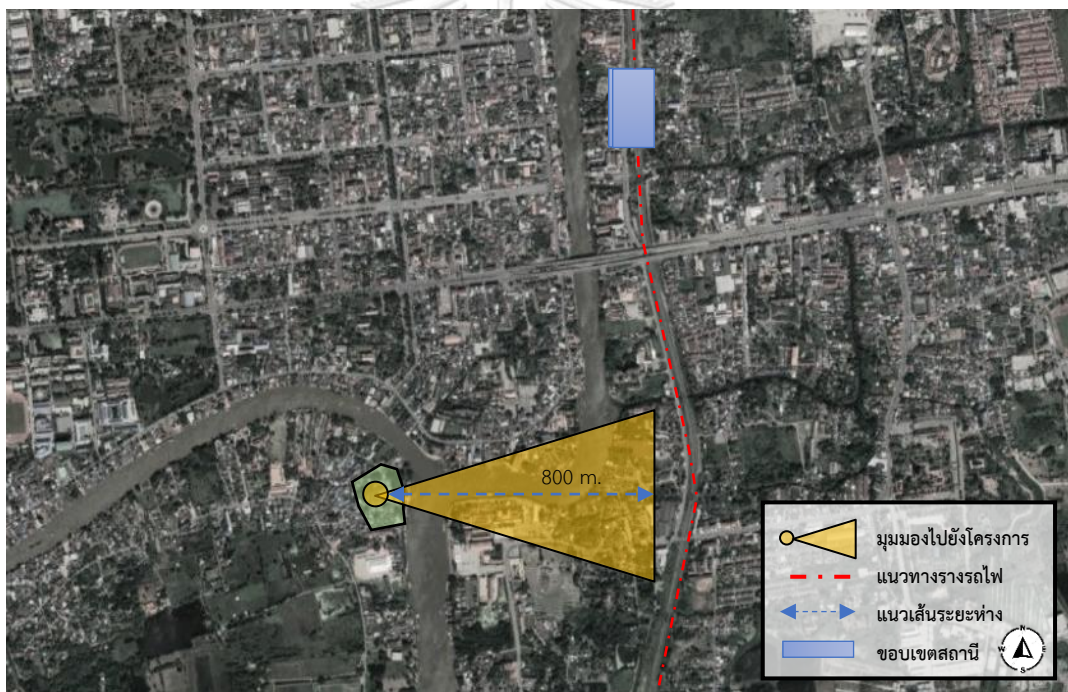 800 m.
มุมมองไปยังโครงการ
แนวทางรางรถไฟ
แนวเส้นระยะห่าง
ขอบเขตสถานี
N
W E
S